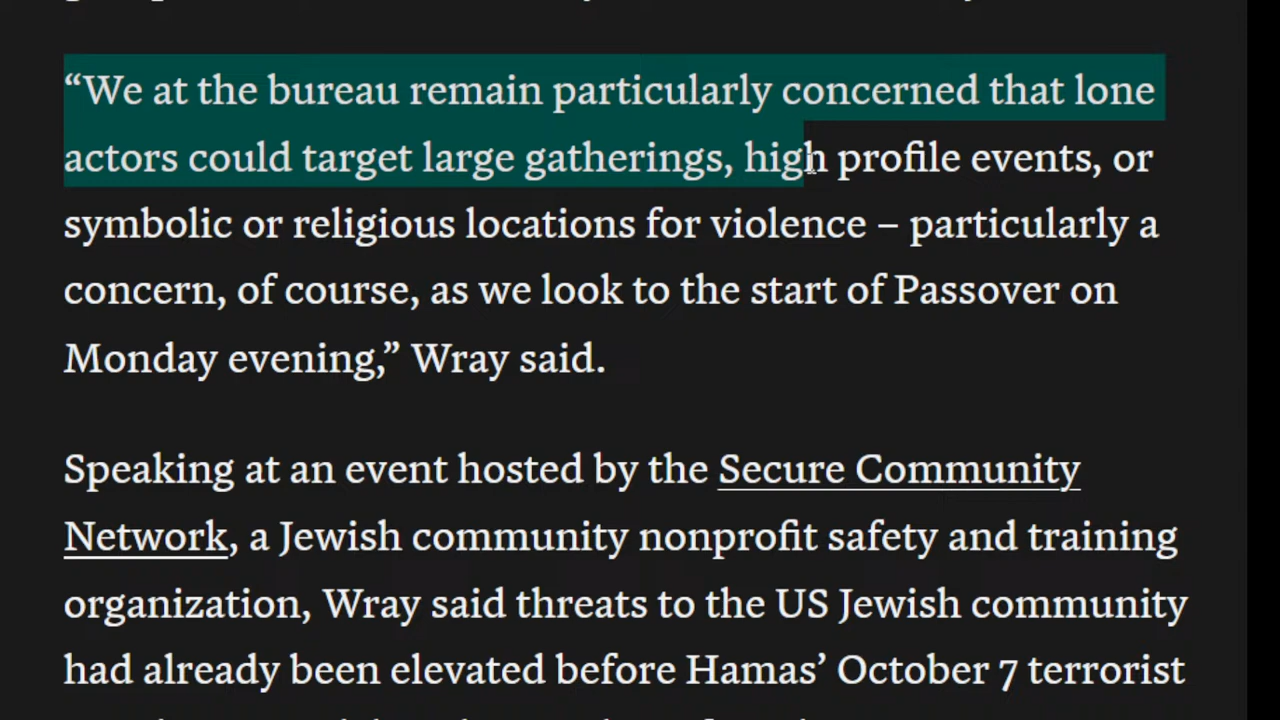 “We at the bureau remain particularly concerned that lone
actors could target large gatherings, high profile events, or
symbolic or religious locations for violence – particularly a
concern, of course, as we look to the start of Passover on
Monday evening,” Wray said.
Speaking at an event hosted by the Secure Community
Network, a Jewish community nonprofit safety and training
organization, Wray said threats to the US Jewish community
had already been elevated before Hamas’ October 7 terrorist